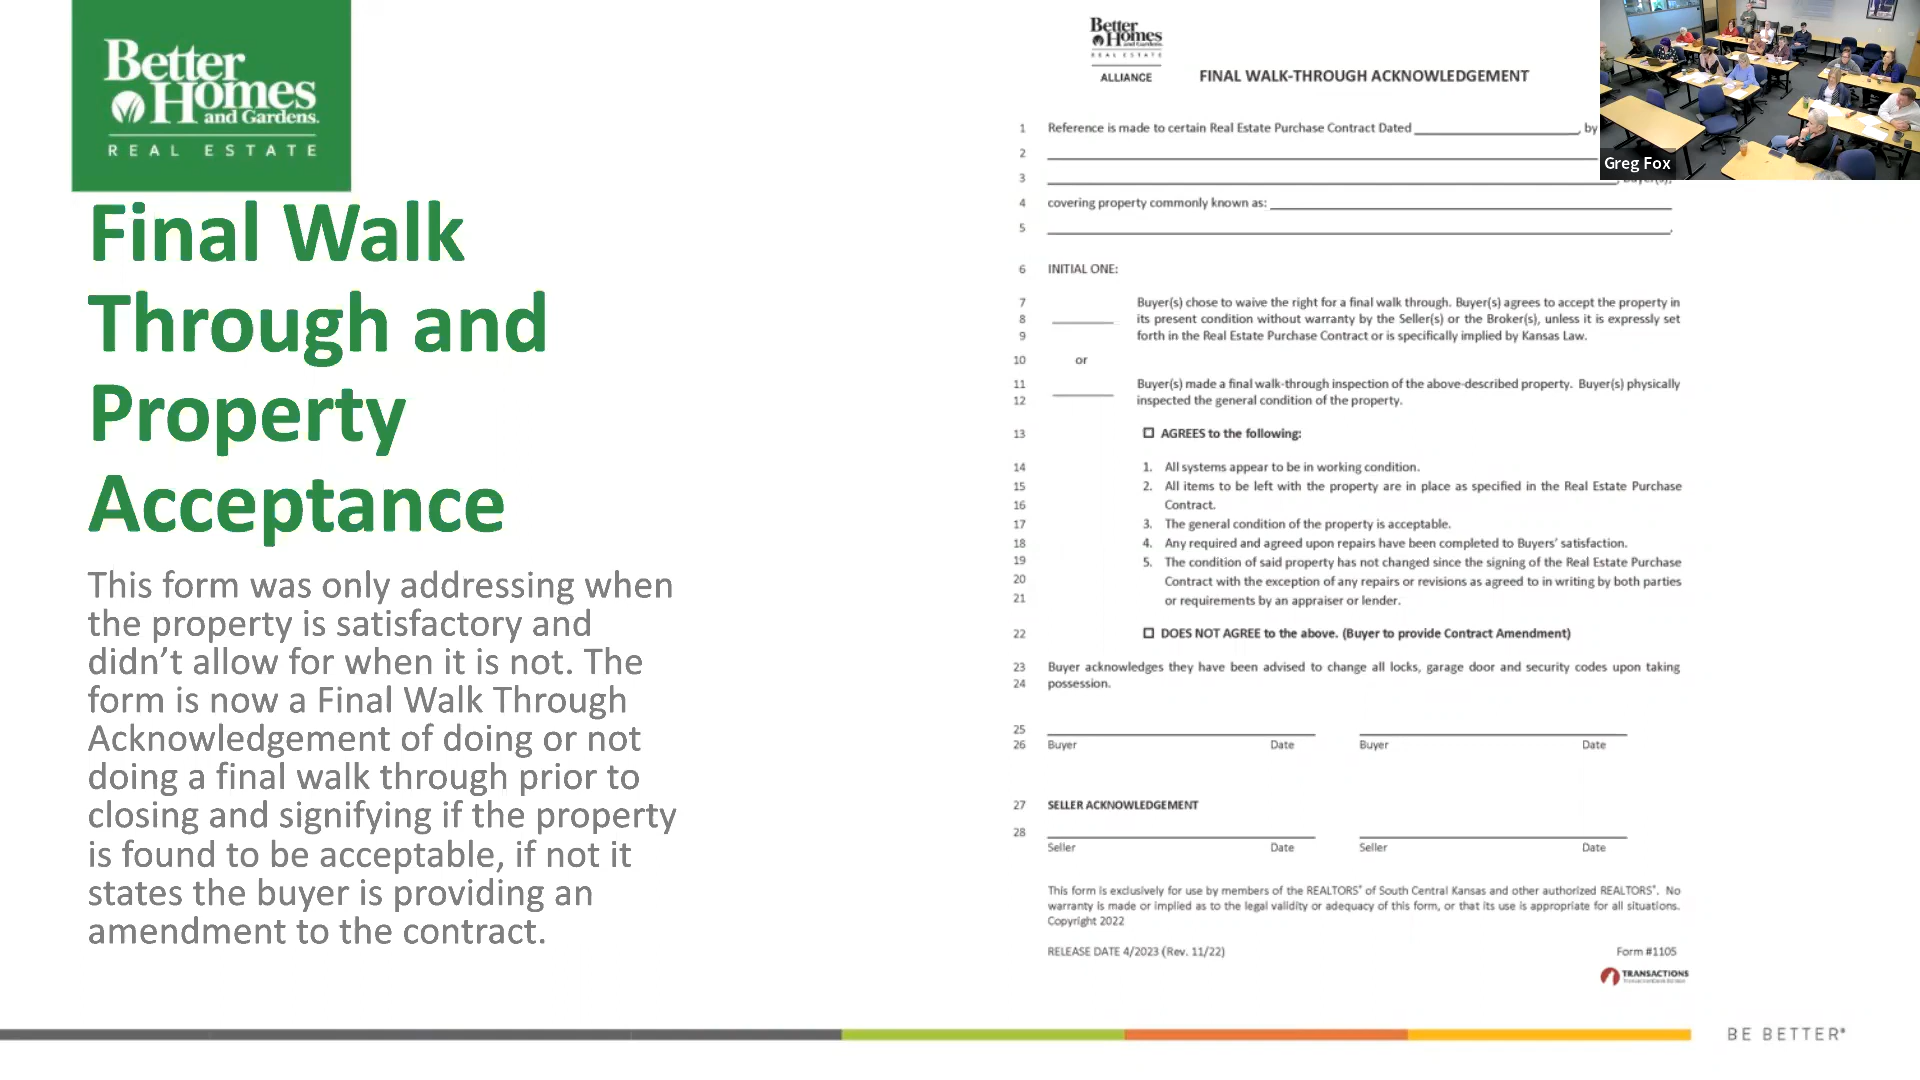 Better
Homes
and Gardens.
REAL ESTATE
Final Walk
Through and
Property
Acceptance
This form was only addressing when
the property is satisfactory and
didn’t allow for when it is not. The
form is now a Final Walk Through
Acknowledgement of doing or not
doing a final walk through prior to
closing and signifying if the property
is found to be acceptable, if not it
states the buyer is providing an
amendment to the contract.
Better
Homes
and Gardens.
REAL ESTATE
ALLIANCE
FINAL WALK-THROUGH ACKNOWLEDGEMENT
1 Reference is made to certain Real Estate Purchase Contract Dated ____________, by
2
3
4 covering property commonly known as:
5
6 INITIAL ONE:
7 Buyer(s) chose to waive the right for a final walk through. Buyer(s) agrees to accept the property in
8 its present condition without warranty by the Seller(s) or the Broker(s), unless it is expressly set
9 forth in the Real Estate Purchase Contract or is specifically implied by Kansas Law.
10 or
11 Buyer(s) made a final walk-through inspection of the above-described property. Buyer(s) physically
12 inspected the general condition of the property.
13 ☐ AGREES to the following:
14 1. All systems appear to be in working condition.
15 2. All items to be left with the property are in place as specified in the Real Estate Purchase
16 Contract.
17 3. The general condition of the property is acceptable.
18 4. Any required and agreed upon repairs have been completed to Buyers’ satisfaction.
19 5. The condition of said property has not changed since the signing of the Real Estate Purchase
20 Contract with the exception of any repairs or revisions as agreed to in writing by both parties
21 or requirements by an appraiser or lender.
22 ☐ DOES NOT AGREE to the above. (Buyer to provide Contract Amendment)
23 Buyer acknowledges they have been advised to change all locks, garage door and security codes upon taking
24 possession.
25
26 Buyer Date Buyer Date
27 SELLER ACKNOWLEDGEMENT
28
Seller Date Seller Date
This form is exclusively for use by members of the REALTORS® of South Central Kansas and other authorized REALTORS®. No
warranty is made or implied as to the legal validity or adequacy of this form, or that its use is appropriate for all situations.
Copyright 2022
RELEASE DATE 4/2023 (Rev. 11/22) Form #1105
TRANSACTIONS
Greg Fox
BE BETTER®